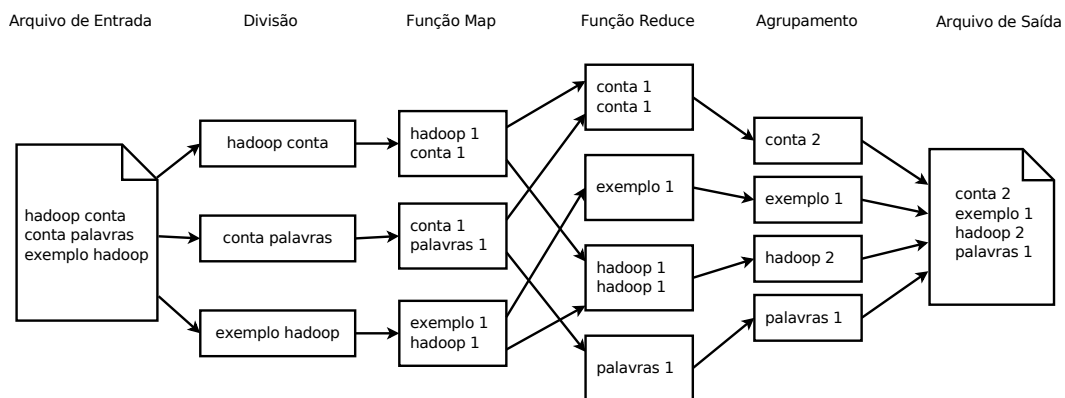 Arquivo de Entrada
Divisão
Função Map
Função Reduce
Agrupamento
Arquivo de Saída
hadoop conta
conta palavras
exemplo hadoop
hadoop conta
conta palavras
exemplo hadoop
hadoop 1
conta 1
conta 1
palavras 1
exemplo 1
hadoop 1
conta 1
conta 1
exemplo 1
hadoop 1
hadoop 1
palavras 1
conta 2
exemplo 1
hadoop 2
palavras 1
conta 2
exemplo 1
hadoop 2
palavras 1